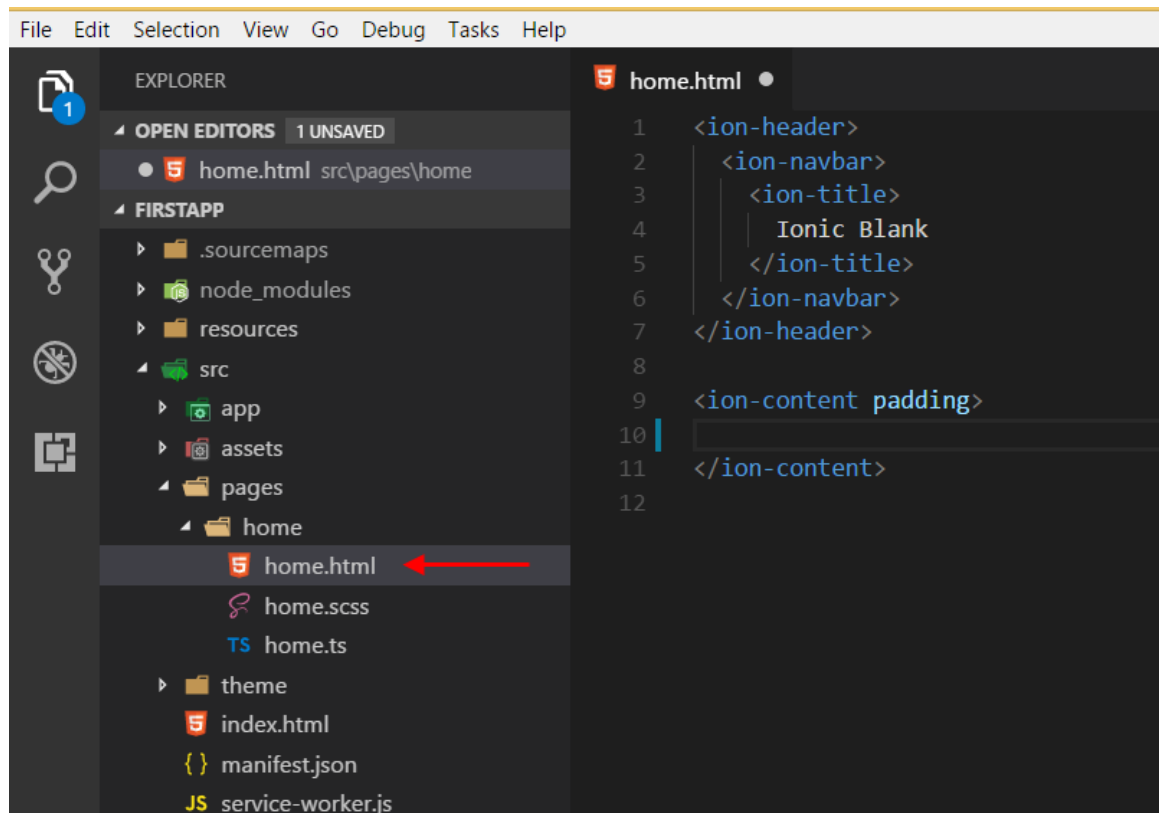 File Edit Selection View Go Debug Tasks Help
EXPLORER
1
OPEN EDITORS 1 UNSAVED
home.html src\pages\home
FIRSTAPP
.sourcemaps
node_modules
resources
src
app
assets
pages
home
home.html
home.scss
TS home.ts
theme
index.html
{ } manifest.json
JS service-worker.js
home.html
1 <ion-header>
2 <ion-navbar>
3 <ion-title>
4 Ionic Blank
5 </ion-title>
6 </ion-navbar>
7 </ion-header>
8
9 <ion-content padding>
10
11 </ion-content>
12